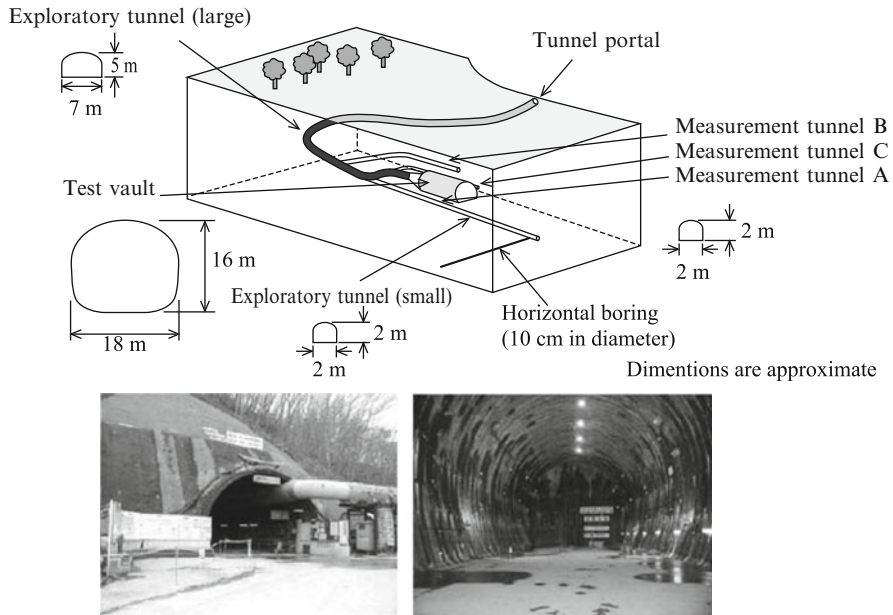 Exploratory tunnel (large)
5 m
7 m
Tunnel portal
Measurement tunnel B
Measurement tunnel C
Measurement tunnel A
Test vault
16 m
18 m
2 m
2 m
Exploratory tunnel (small)
2 m
2 m
Horizontal boring
(10 cm in diameter)
Dimentions are approximate